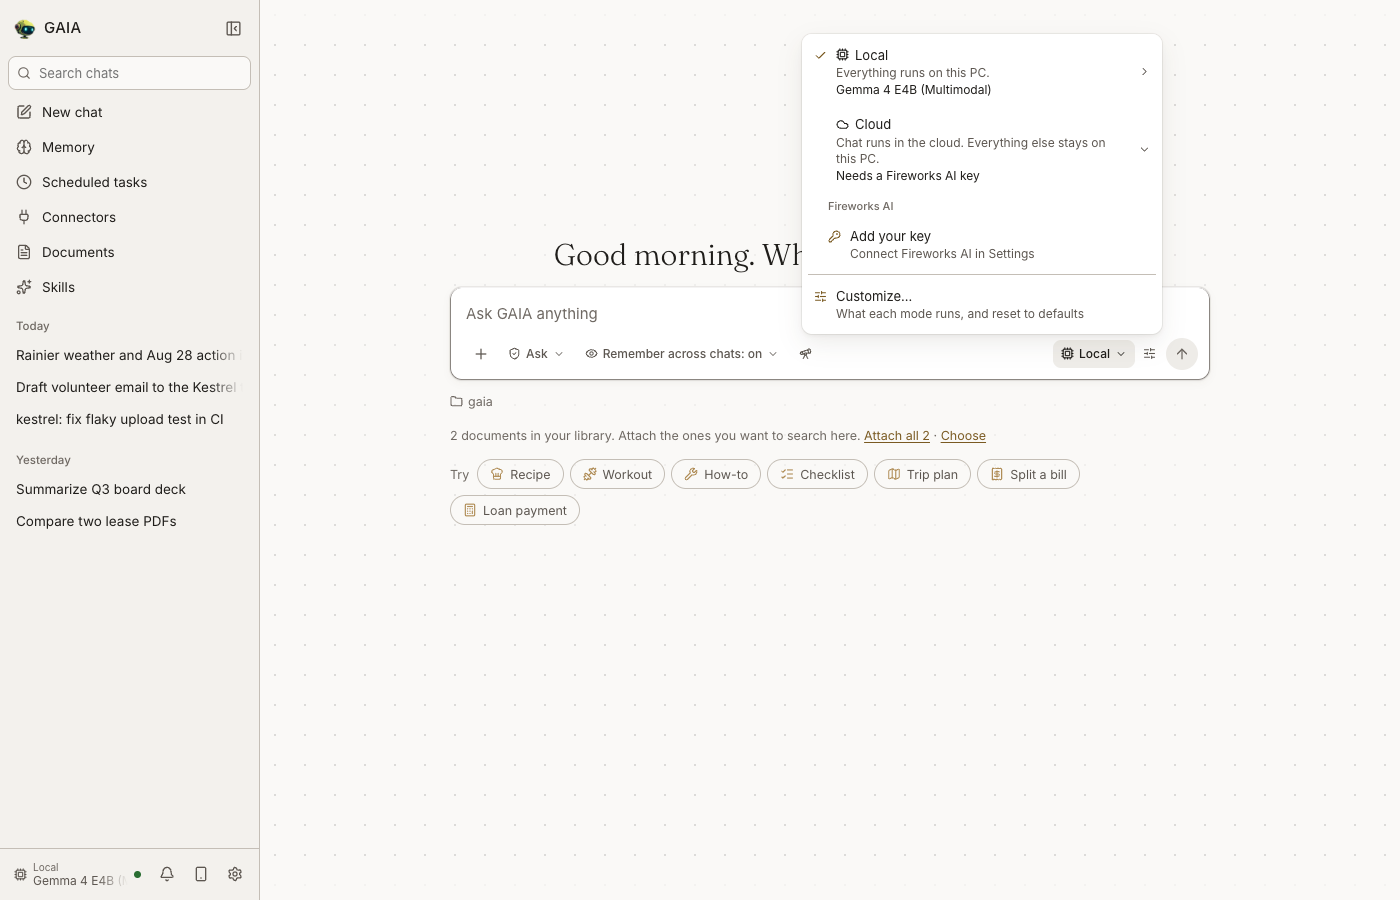 GAIA
Search chats
New chat
Memory
Scheduled tasks
Connectors
Documents
Skills
Today
Rainier weather and Aug 28 action
Draft volunteer email to the Kestrel
kestrel: fix flaky upload test in CI
Yesterday
Summarize Q3 board deck
Compare two lease PDFs
Local
Gemma 4 E4B
Local
Everything runs on this PC.
Gemma 4 E4B (Multimodal)
Cloud
Chat runs in the cloud. Everything else stays on
this PC.
Needs a Fireworks AI key
Fireworks AI
Add your key
Connect Fireworks AI in Settings
Customize...
What each mode runs, and reset to defaults
Good morning.
Ask GAIA anything
Ask
Remember across chats: on
Local
gaia
2 documents in your library. Attach the ones you want to search here. Attach all 2 · Choose
Try
Recipe
Workout
How-to
Checklist
Trip plan
Split a bill
Loan payment